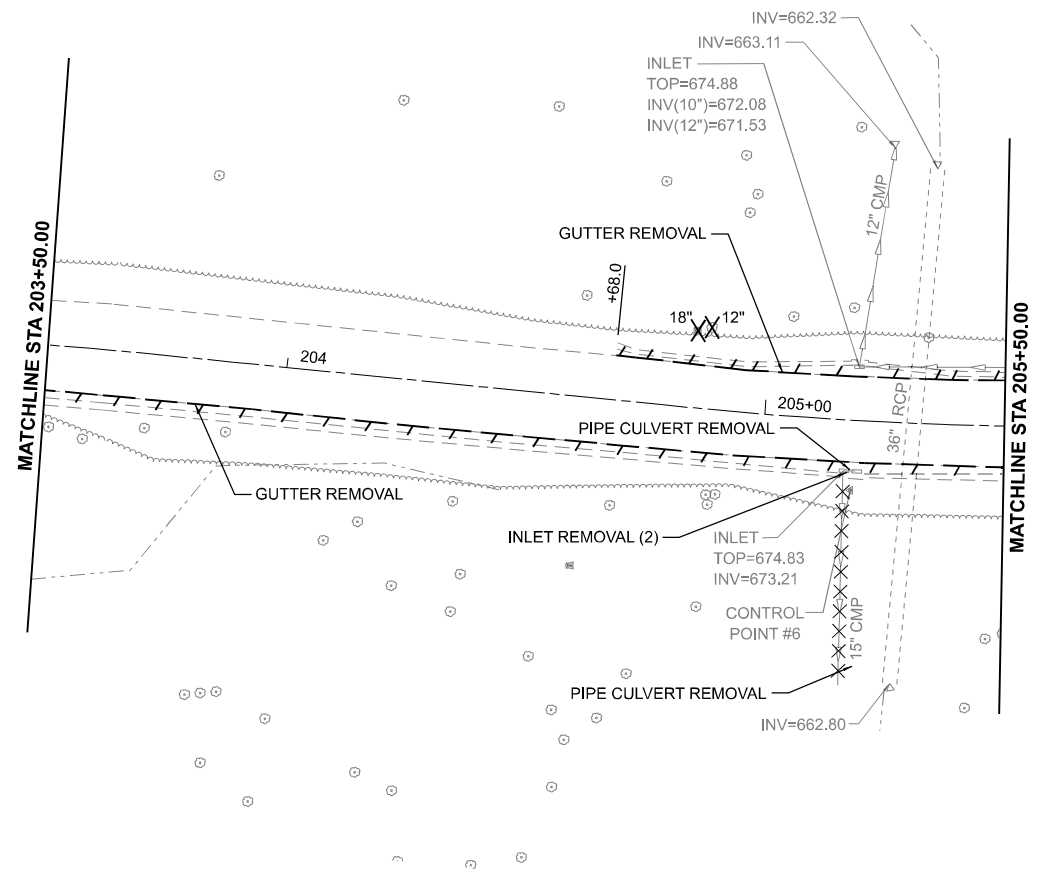 INV=662.32
INV=663.11
INLET
TOP=674.88
INV(10")=672.08
INV(12")=671.53
12" CMP
GUTTER REMOVAL
+68.0
18" 12"
MATCHLINE STA 203+50.00
204
205+00
36" RCP
MATCHLINE STA 205+50.00
PIPE CULVERT REMOVAL
GUTTER REMOVAL
INLET REMOVAL (2)
INLET
TOP=674.83
INV=673.21
CONTROL
POINT #6
15" CMP
PIPE CULVERT REMOVAL
INV=662.80